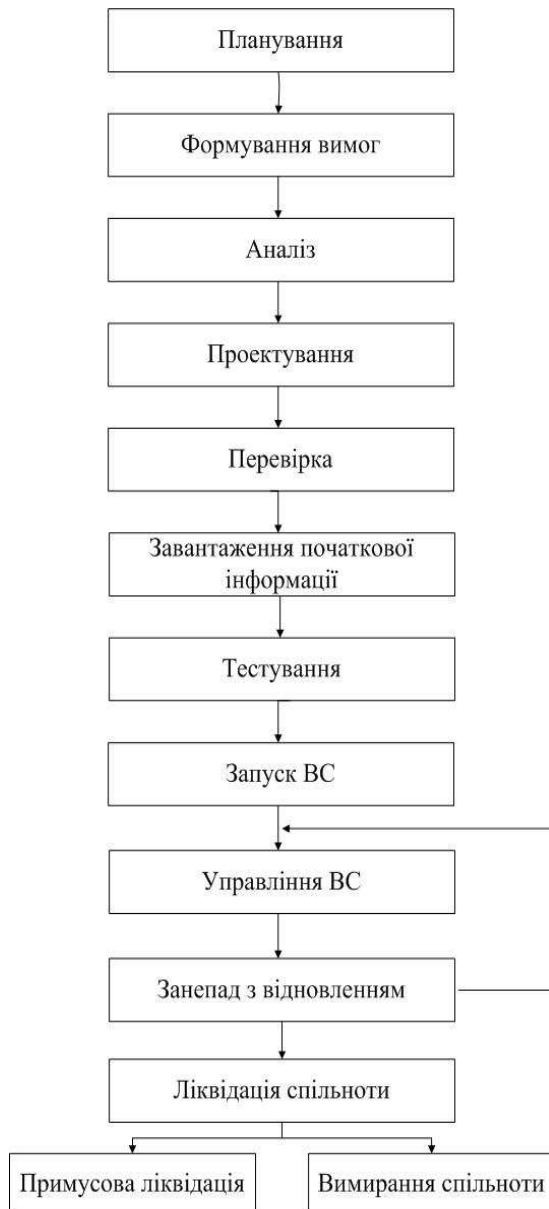 Планування
Формування вимог
Аналіз
Проектування
Перевірка
Завантаження початкової
інформації
Тестування
Запуск ВС
Управління ВС
Занепад з відновленням
Ліквідація спільноти
Примусова ліквідація
Вимирання спільноти